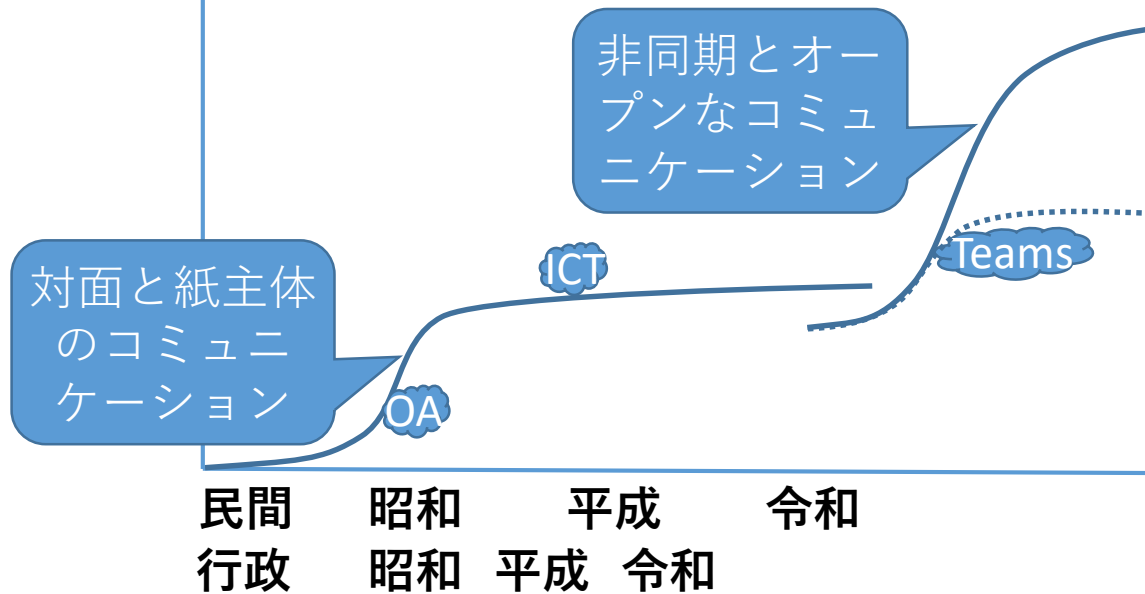 非同期とオー
プンなコミュ
ニケーション
対面と紙主体
のコミュニ
ケーション
ICT
Teams
OA
民間 昭和 平成 令和
行政 昭和 平成 令和